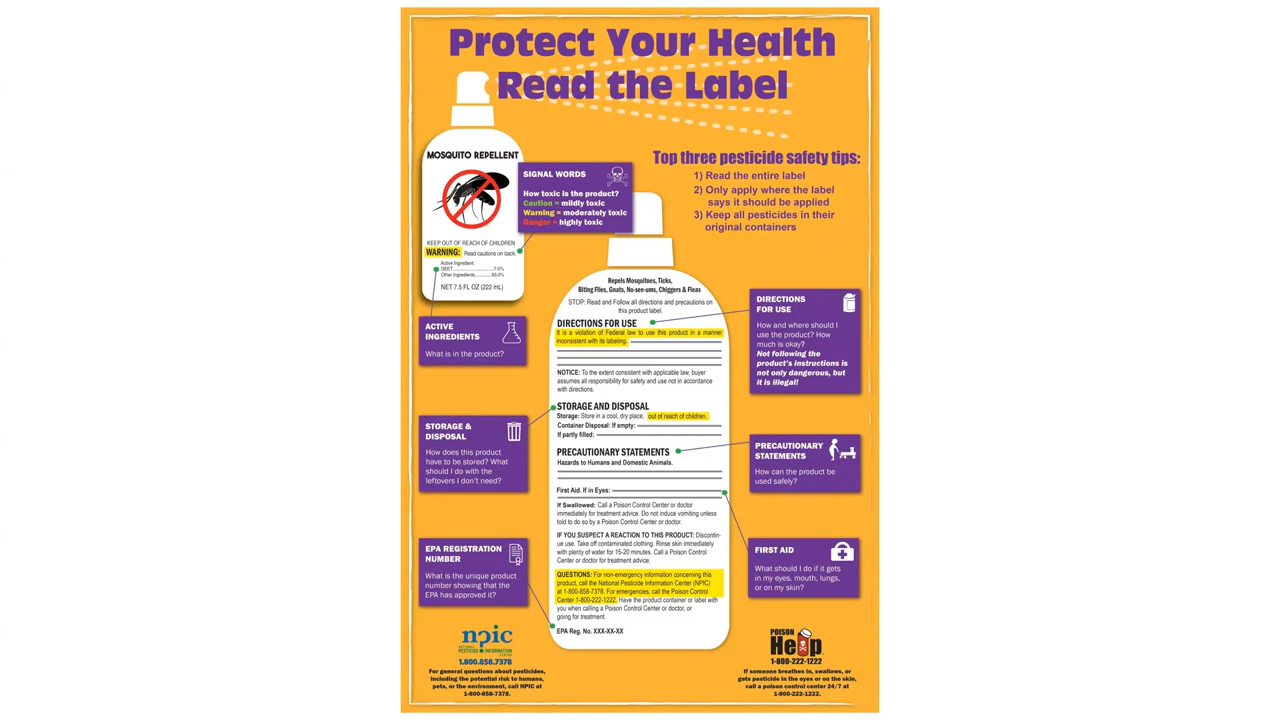 Protect Your Health
Read the Label
MOSQUITO REPELLENT
KEEP OUT OF REACH OF CHILDREN
WARNING: Read cautions on back.
Active Ingredient:
DEET..................7.0%
Other Ingredients..........93.0%
NET 7.5 FL OZ (222 mL)
SIGNAL WORDS
How toxic is the product?
Caution = mildly toxic
Warning = moderately toxic
Danger = highly toxic
Top three pesticide safety tips:
1) Read the entire label
2) Only apply where the label
says it should be applied
3) Keep all pesticides in their
original containers
ACTIVE
INGREDIENTS
What is in the product?
STORAGE &
DISPOSAL
How does this product
have to be stored? What
should I do with the
leftovers I don't need?
EPA REGISTRATION
NUMBER
What is the unique product
number showing that the
EPA has approved it?
Repels Mosquitoes, Ticks,
Biting Flies, Gnats, No-see-ums, Chiggers & Fleas
STOP: Read and Follow all directions and precautions on
this product label.
DIRECTIONS FOR USE
It is a violation of Federal law to use this product in a manner
inconsistent with its labeling.
NOTICE: To the extent consistent with applicable law, buyer
assumes all responsibility for safety and use not in accordance
with directions.
STORAGE AND DISPOSAL
Storage: Store in a cool, dry place, out of reach of children.
Container Disposal: If empty:
If partly filled:
PRECAUTIONARY STATEMENTS
Hazards to Humans and Domestic Animals.
First Aid. If in Eyes:
If Swallowed: Call a Poison Control Center or doctor
immediately for treatment advice. Do not induce vomiting unless
told to do so by a Poison Control Center or doctor.
IF YOU SUSPECT A REACTION TO THIS PRODUCT: Discontin-
ue use. Take off contaminated clothing. Rinse skin immediately
with plenty of water for 15-20 minutes. Call a Poison Control
Center or doctor for treatment advice.
QUESTIONS: For non-emergency information concerning this
product, call the National Pesticide Information Center (NPIC)
at 1-800-858-7378. For emergencies, call the Poison Control
Center 1-800-222-1222. Have the product container or label with
you when calling a Poison Control Center or doctor, or
going for treatment.
EPA Reg. No. XXX-XX-XX
DIRECTIONS
FOR USE
How and where should I
use the product? How
much is okay?
Not following the
product's instructions is
not only dangerous, but
it is illegal!
PRECAUTIONARY
STATEMENTS
How can the product be
used safely?
FIRST AID
What should I do if it gets
in my eyes, mouth, lungs,
or on my skin?
npic
NATIONAL
PESTICIDE INFORMATION
CENTER
1.800.858.7378
For general questions about pesticides,
including the potential risk to humans,
pets, or the environment, call NPIC at
1-800-858-7378.
POISON
Help
1-800-222-1222
If someone breathes in, swallows, or
gets pesticide in the eyes or on the skin,
call a poison control center 24/7 at
1-800-222-1222.